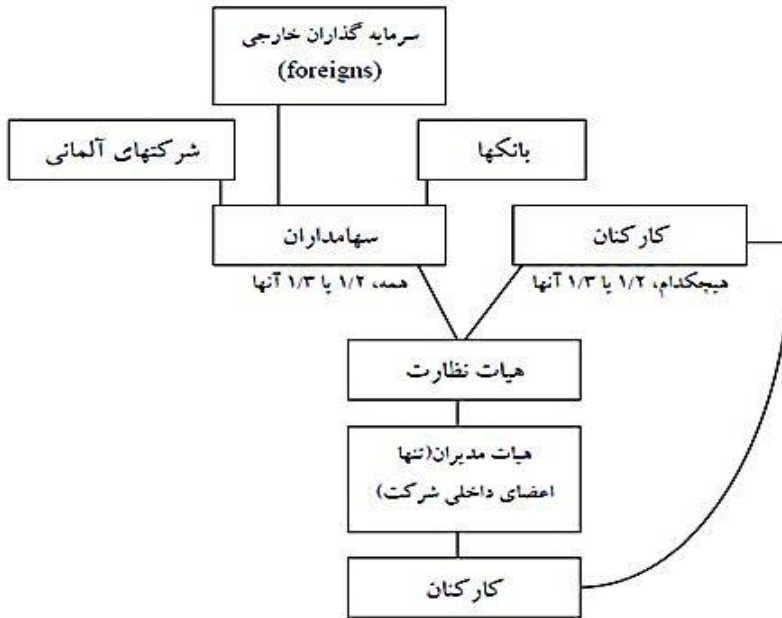 سرمایه گذاران خارجی
(foreigns)
بانکها
شرکتهای آلمانی
کارکنان
سهامداران
هیچکدام، ۱/۲ یا ۱/۳ آنها
همه، ۱/۲ یا ۱/۳ آنها
هیات نظارت
هیات مدیران(تنها
اعضای داخلی شرکت)
کارکنان